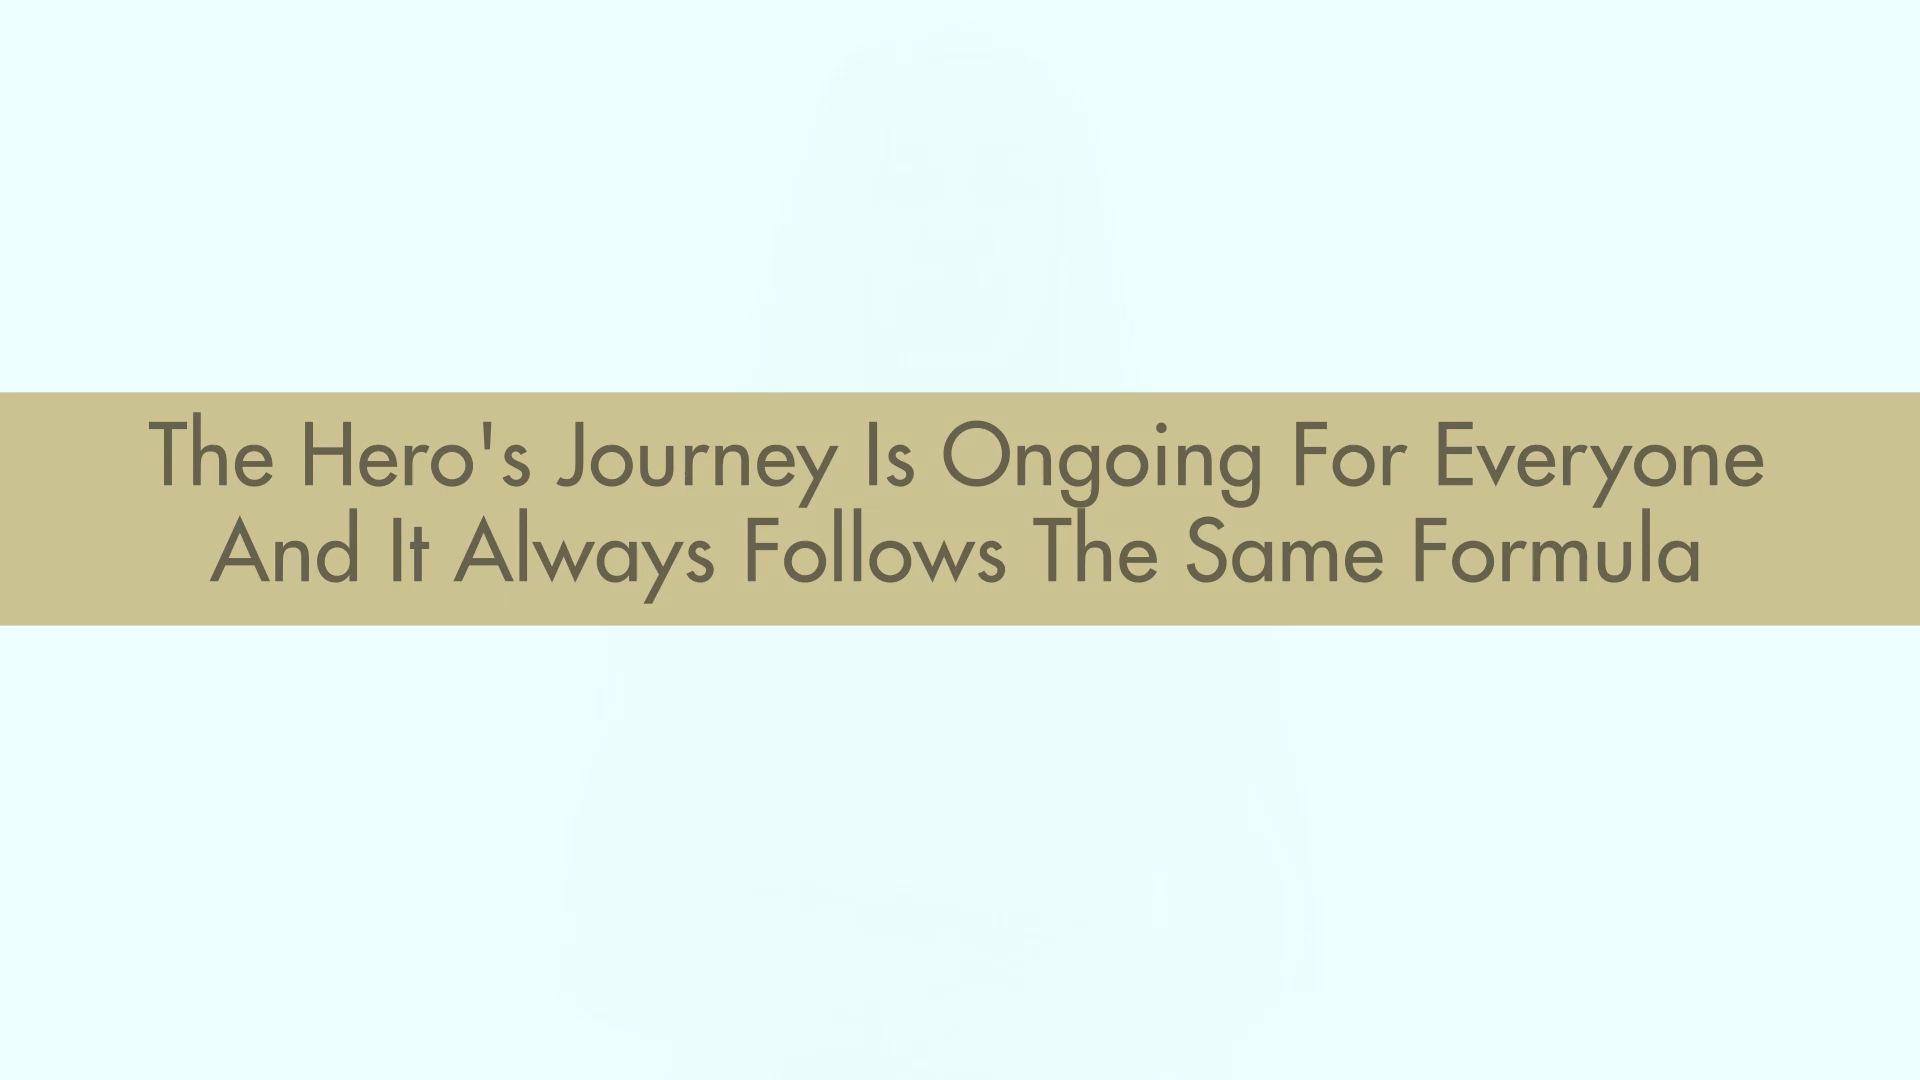 The Hero's Journey Is Ongoing For Everyone
And It Always Follows The Same Formula